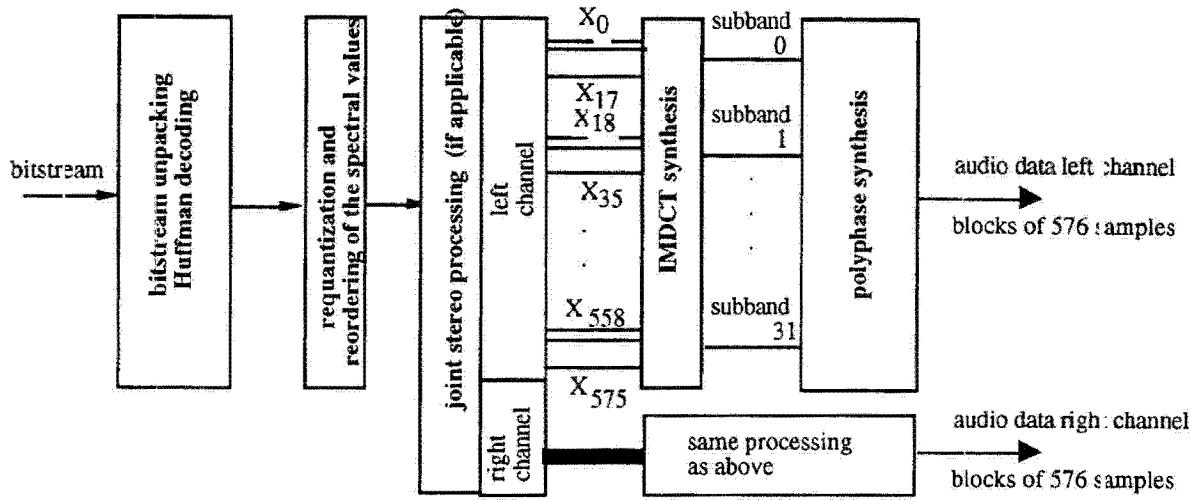 bitstream
bitstream unpacking
Huffman decoding
requantization and
reordering of the spectral values
joint stereo processing (if applicable)
left
channel
right
channel
X0
X17
X18
X35
X558
X575
IMDCT synthesis
subband
0
subband
1
subband
31
polyphase synthesis
audio data left channel
blocks of 576 samples
same processing
as above
audio data right channel
blocks of 576 samples